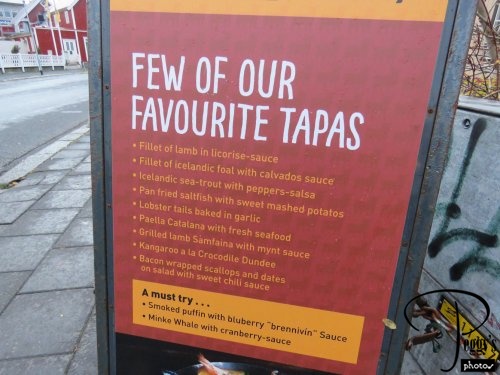 FEW OF OUR
FAVOURITE TAPAS
• Fillet of lamb in licorise-sauce
• Fillet of icelandic foal with calvados sauce
• Icelandic sea-trout with peppers-salsa
• Pan fried saltfish with sweet mashed potatos
• Lobster tails baked in garlic
• Paella Catalana with fresh seafood
• Grilled lamb Samfaina with mynt sauce
• Kangaroo a la Crocodile Dundee
• Bacon wrapped scallops and dates
on salad with sweet chili sauce
A must try . . .
• Smoked puffin with bluberry "brennivin" Sauce
• Minke Whale with cranberry-sauce
photo